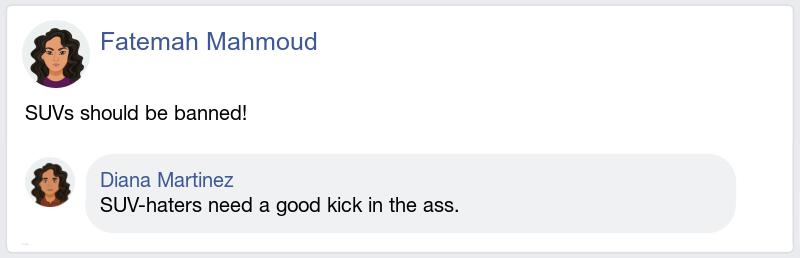 Fatemah Mahmoud
SUVs should be banned!
Diana Martinez
SUV-haters need a good kick in the ass.